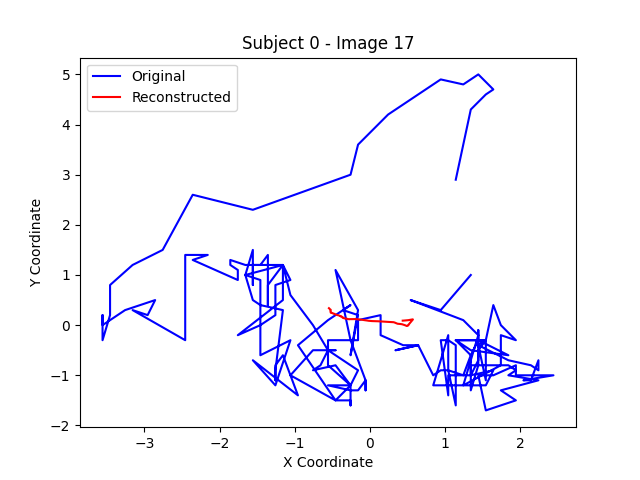 Subject 0 - Image 17
Original
Reconstructed
Y Coordinate
5
4
3
2
1
0
−1
−2
−3 −2 −1 0 1 2
X Coordinate